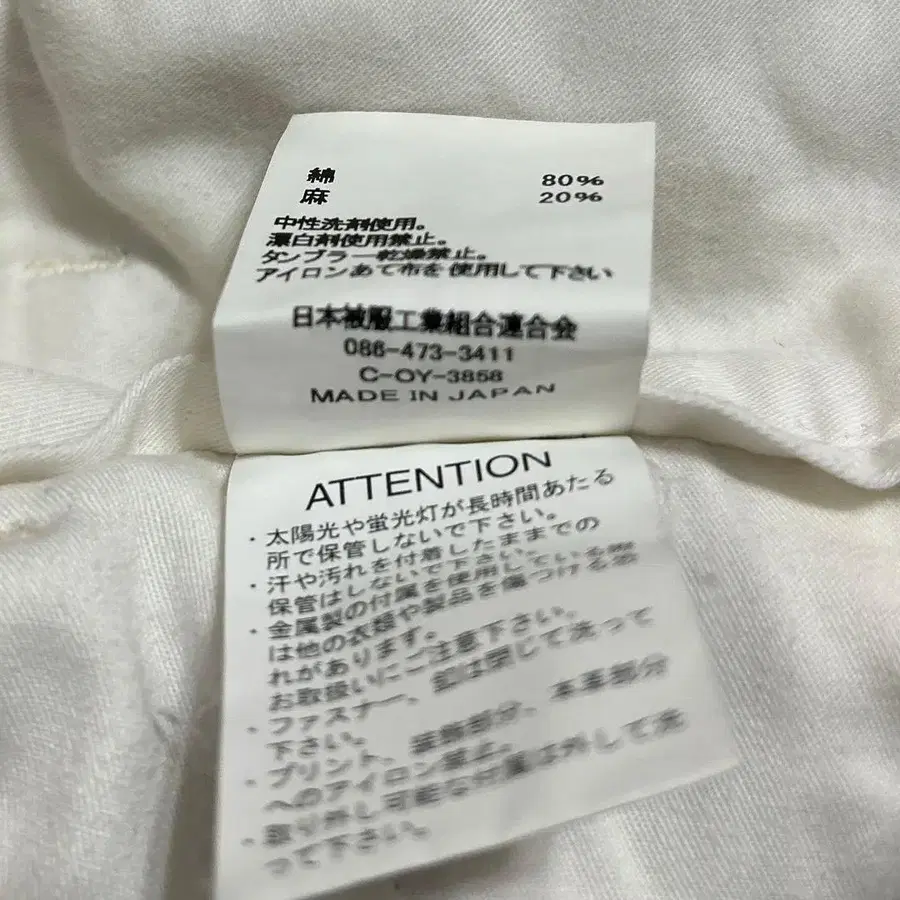 綿 80%
麻 20%
中性洗剤使用。
漂白剤使用禁止。
タンブラー乾燥禁止。
アイロンあて布を使用して下さい
日本被服工業組合連合会
086-473-3411
C-OY-3858
MADE IN JAPAN
ATTENTION
・太陽光や蛍光灯が長時間あたる
所で保管しないで下さい。
・汗や汚れを付着したままでの
保管はしないで下さい。
・金属製の付属を使用している
は他の衣類や製品を傷つける恐
れがあります。
お取扱いにご注意下さい。
・ファスナー、釦は閉じて洗って
下さい。
・プリント、装飾部分、本革部分
へのアイロン禁止。
・取り外し可能な付属は外して洗
って下さい。